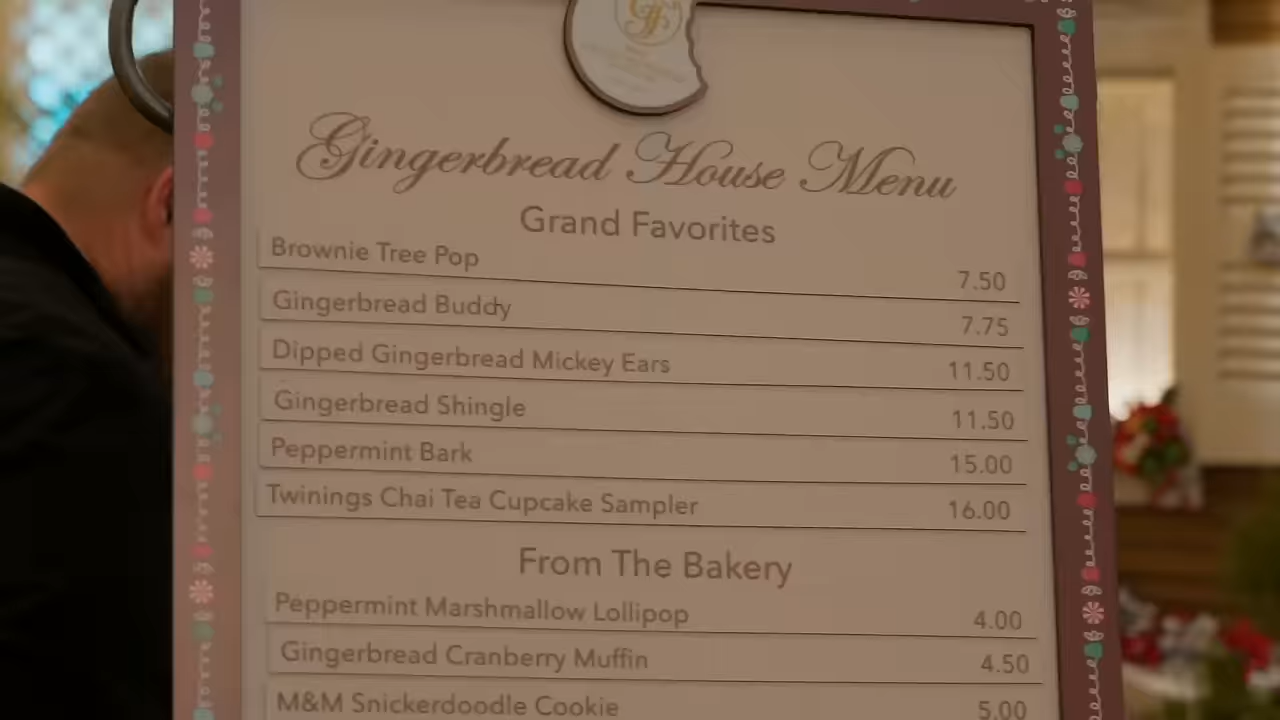 Gingerbread House Menu
Grand Favorites
Brownie Tree Pop 7.50
Gingerbread Buddy 7.75
Dipped Gingerbread Mickey Ears 11.50
Gingerbread Shingle 11.50
Peppermint Bark 15.00
Twinings Chai Tea Cupcake Sampler 16.00
From The Bakery
Peppermint Marshmallow Lollipop 4.00
Gingerbread Cranberry Muffin 4.50
M&M Snickerdoodle Cookie 5.00